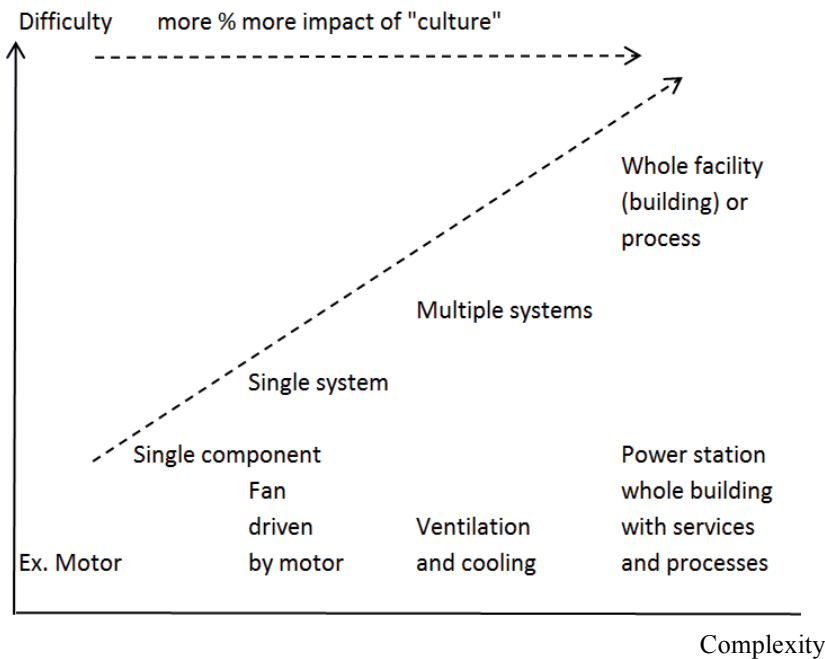 Difficulty more % more impact of "culture"
Whole facility
(building) or
process
Multiple systems
Single system
Single component
Ex. Motor
Fan
driven
by motor
Ventilation
and cooling
Power station
whole building
with services
and processes
Complexity